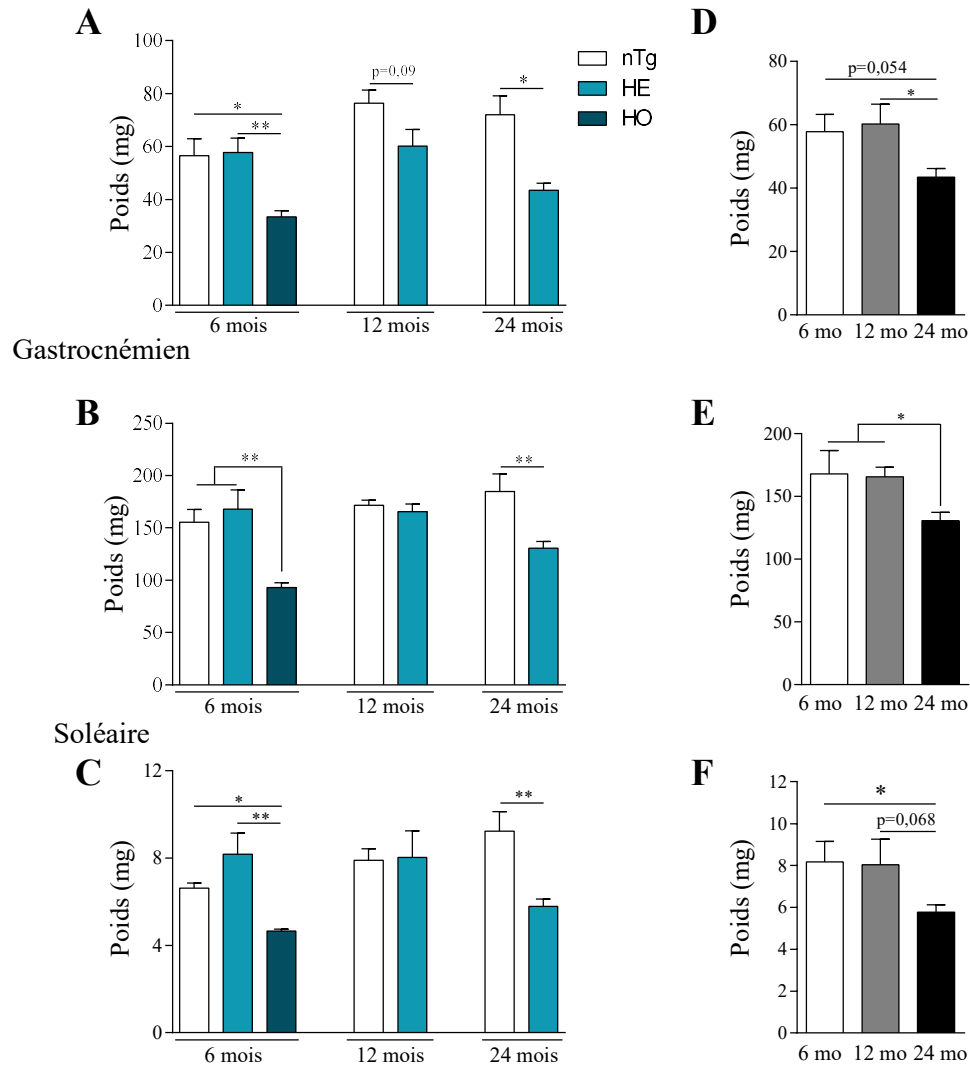 A
Poids (mg)
100
80
60
40
20
0
*
**
p=0,09
*
nTg
HE
HO
6 mois
12 mois
24 mois
D
Poids (mg)
80
60
40
20
0
p=0,054
*
6 mo 12 mo 24 mo
Gastrocnémien
B
Poids (mg)
250
200
150
100
50
0
**
**
6 mois
12 mois
24 mois
E
Poids (mg)
200
150
100
50
0
*
6 mo 12 mo 24 mo
Soléaire
C
Poids (mg)
12
8
4
0
*
**
**
6 mois
12 mois
24 mois
F
Poids (mg)
12
10
8
6
4
2
0
*
p=0,068
6 mo 12 mo 24 mo